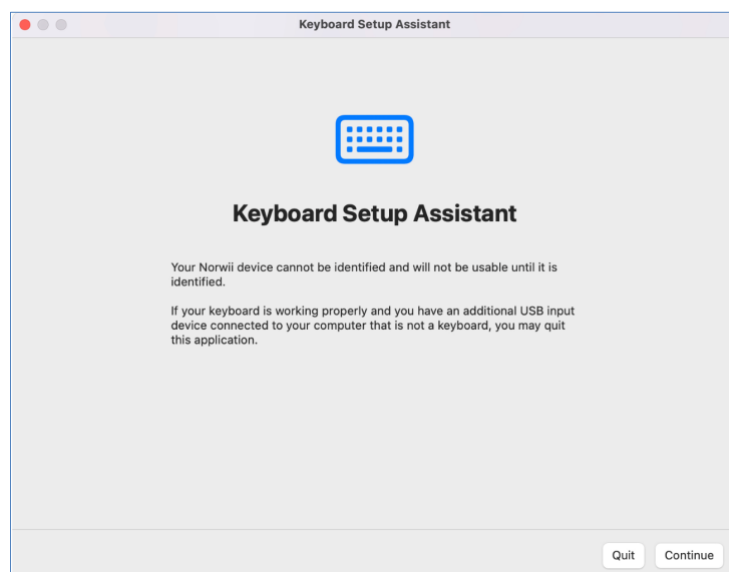 Keyboard Setup Assistant
Keyboard Setup Assistant
Your Norwii device cannot be identified and will not be usable until it is
identified.
If your keyboard is working properly and you have an additional USB input
device connected to your computer that is not a keyboard, you may quit
this application.
Quit Continue